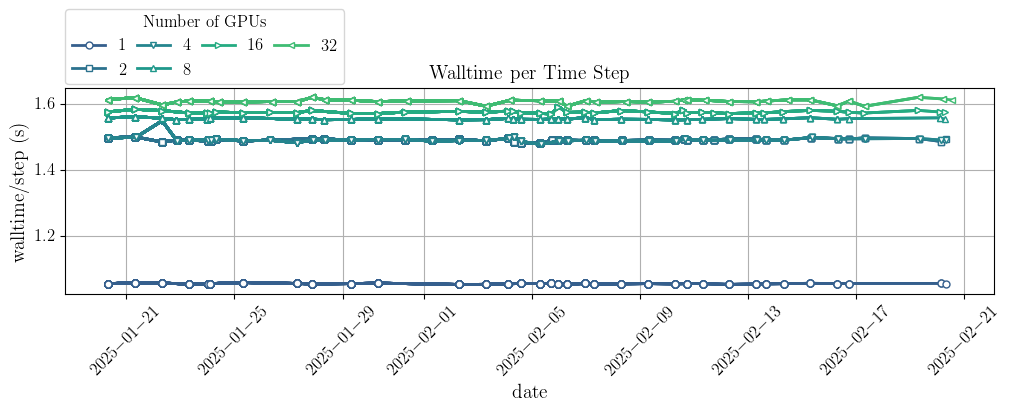 Number of GPUs
1 4 16 32
2 8
Walltime per Time Step
1.6
1.4
1.2
walltime/step (s)
2025−01−21 2025−01−25 2025−01−29 2025−02−01 2025−02−05 2025−02−09 2025−02−13 2025−02−17 2025−02−21
date